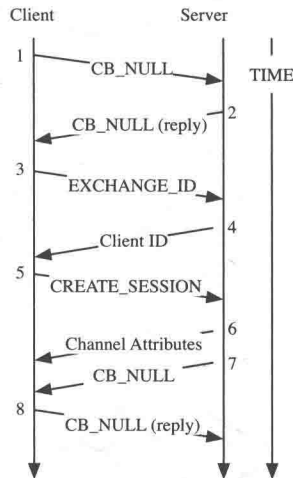 Client Server
1
CB_NULL
TIME
2
CB_NULL (reply)
3
EXCHANGE_ID
4
Client ID
5
CREATE_SESSION
6
Channel Attributes
7
CB_NULL
8
CB_NULL (reply)